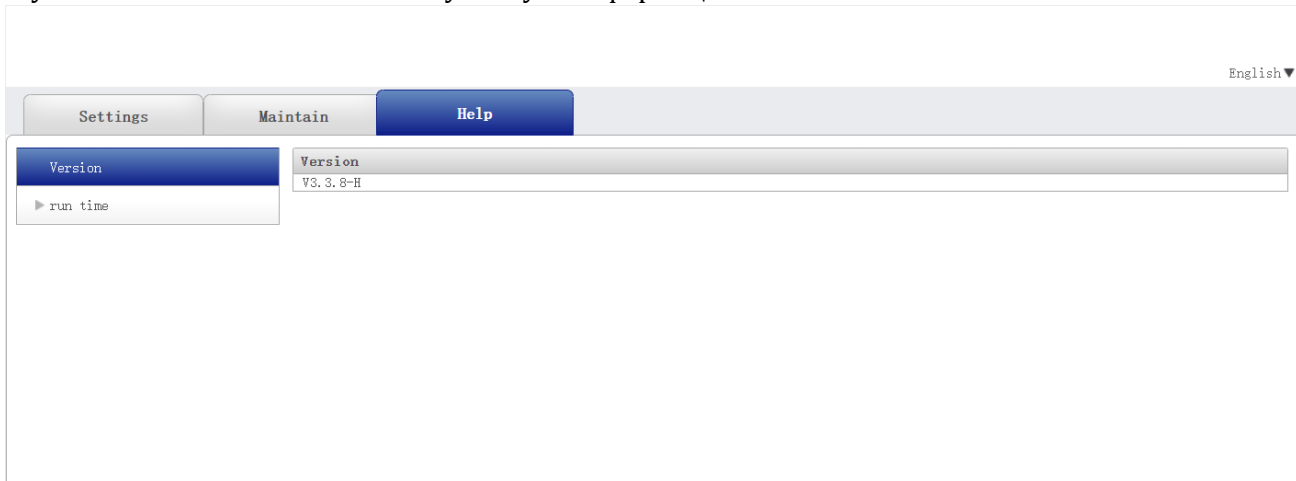 English▼
Settings Maintain Help
Version
Version
V3.3.8-H
▶ run time